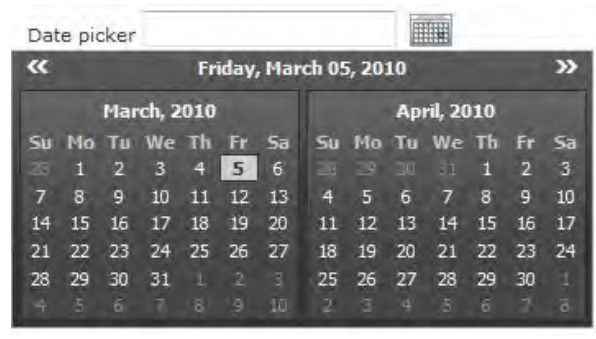 Date picker
« Friday, March 05, 2010 »
March, 2010 April, 2010
Su Mo Tu We Th Fr Sa Su Mo Tu We Th Fr Sa
28 1 2 3 4 5 6 28 29 30 31 1 2 3
7 8 9 10 11 12 13 4 5 6 7 8 9 10
14 15 16 17 18 19 20 11 12 13 14 15 16 17
21 22 23 24 25 26 27 18 19 20 21 22 23 24
28 29 30 31 1 2 3 25 26 27 28 29 30 1
4 5 6 7 8 9 10 2 3 4 5 6 7 8